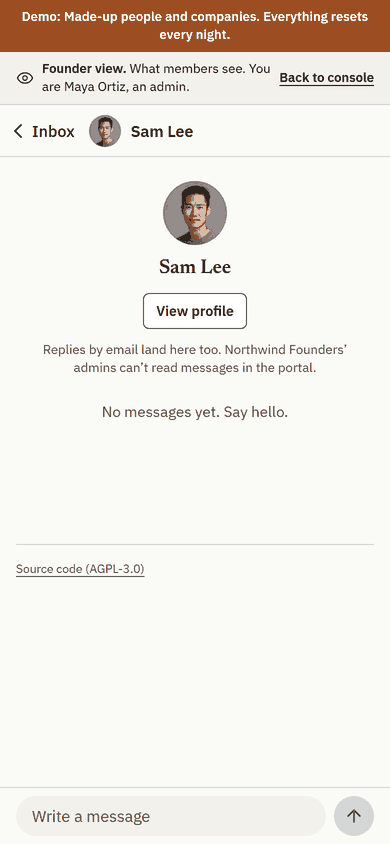 Demo: Made-up people and companies. Everything resets
every night.
Founder view. What members see. You
are Maya Ortiz, an admin.
Back to console
Inbox
Sam Lee
Sam Lee
View profile
Replies by email land here too. Northwind Founders’
admins can’t read messages in the portal.
No messages yet. Say hello.
Source code (AGPL-3.0)
Write a message